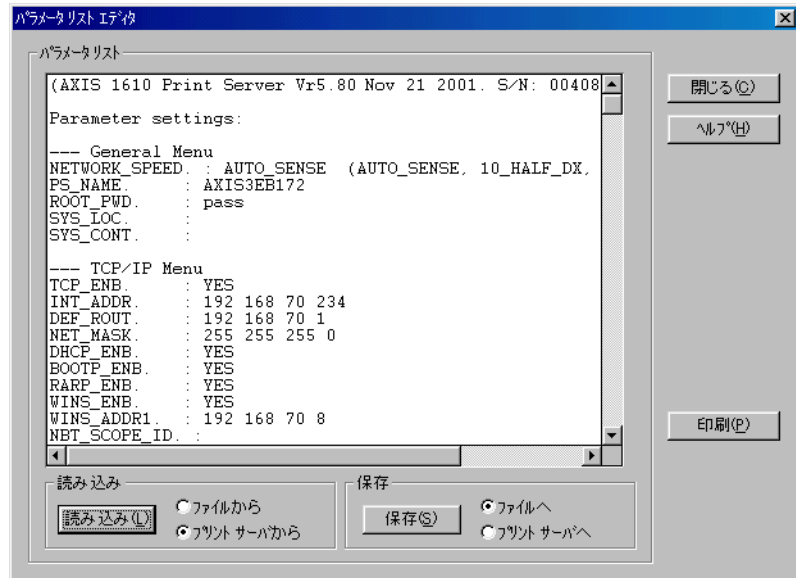 パラメータ リスト エディタ
パラメータ リスト
(AXIS 1610 Print Server Vr5.80 Nov 21 2001. S/N: 00408
Parameter settings:
--- General Menu
NETWORK_SPEED. : AUTO_SENSE (AUTO_SENSE, 10_HALF_DX,
PS_NAME. : AXIS3EB172
ROOT_PWD. : pass
SYS_LOC. :
SYS_CONT. :
--- TCP/IP Menu
TCP_ENB. : YES
INT_ADDR. : 192 168 70 234
DEF_ROUT. : 192 168 70 1
NET_MASK. : 255 255 255 0
DHCP_ENB. : YES
BOOTP_ENB. : YES
RARP_ENB. : YES
WINS_ENB. : YES
WINS_ADDR1. : 192 168 70 8
NBT_SCOPE_ID. :
閉じる(C)
ヘルプ(H)
印刷(P)
読み込み
読み込み(L)
ファイルから
プリント サーバから
保存
保存(S)
ファイルへ
プリント サーバへ